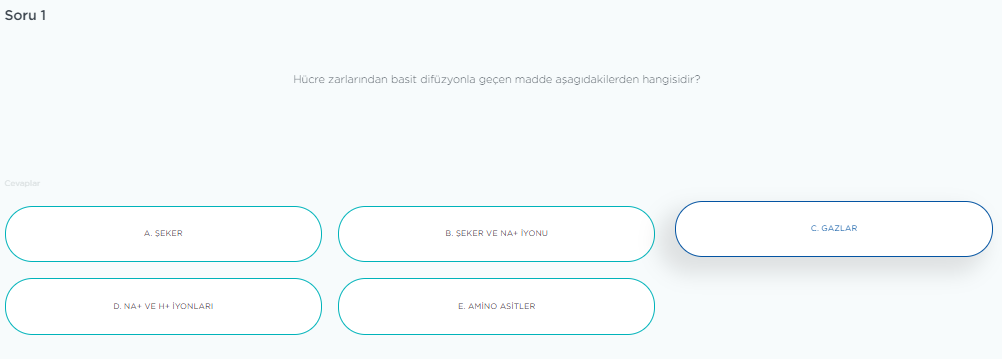 Soru 1
Hücre zarlarından basit difüzyonla geçen madde aşagıdakilerden hangisidir?
Cevaplar
A. ŞEKER
B. ŞEKER VE NA+ İYONU
C. GAZLAR
D. NA+ VE H+ İYONLARI
E. AMİNO ASİTLER